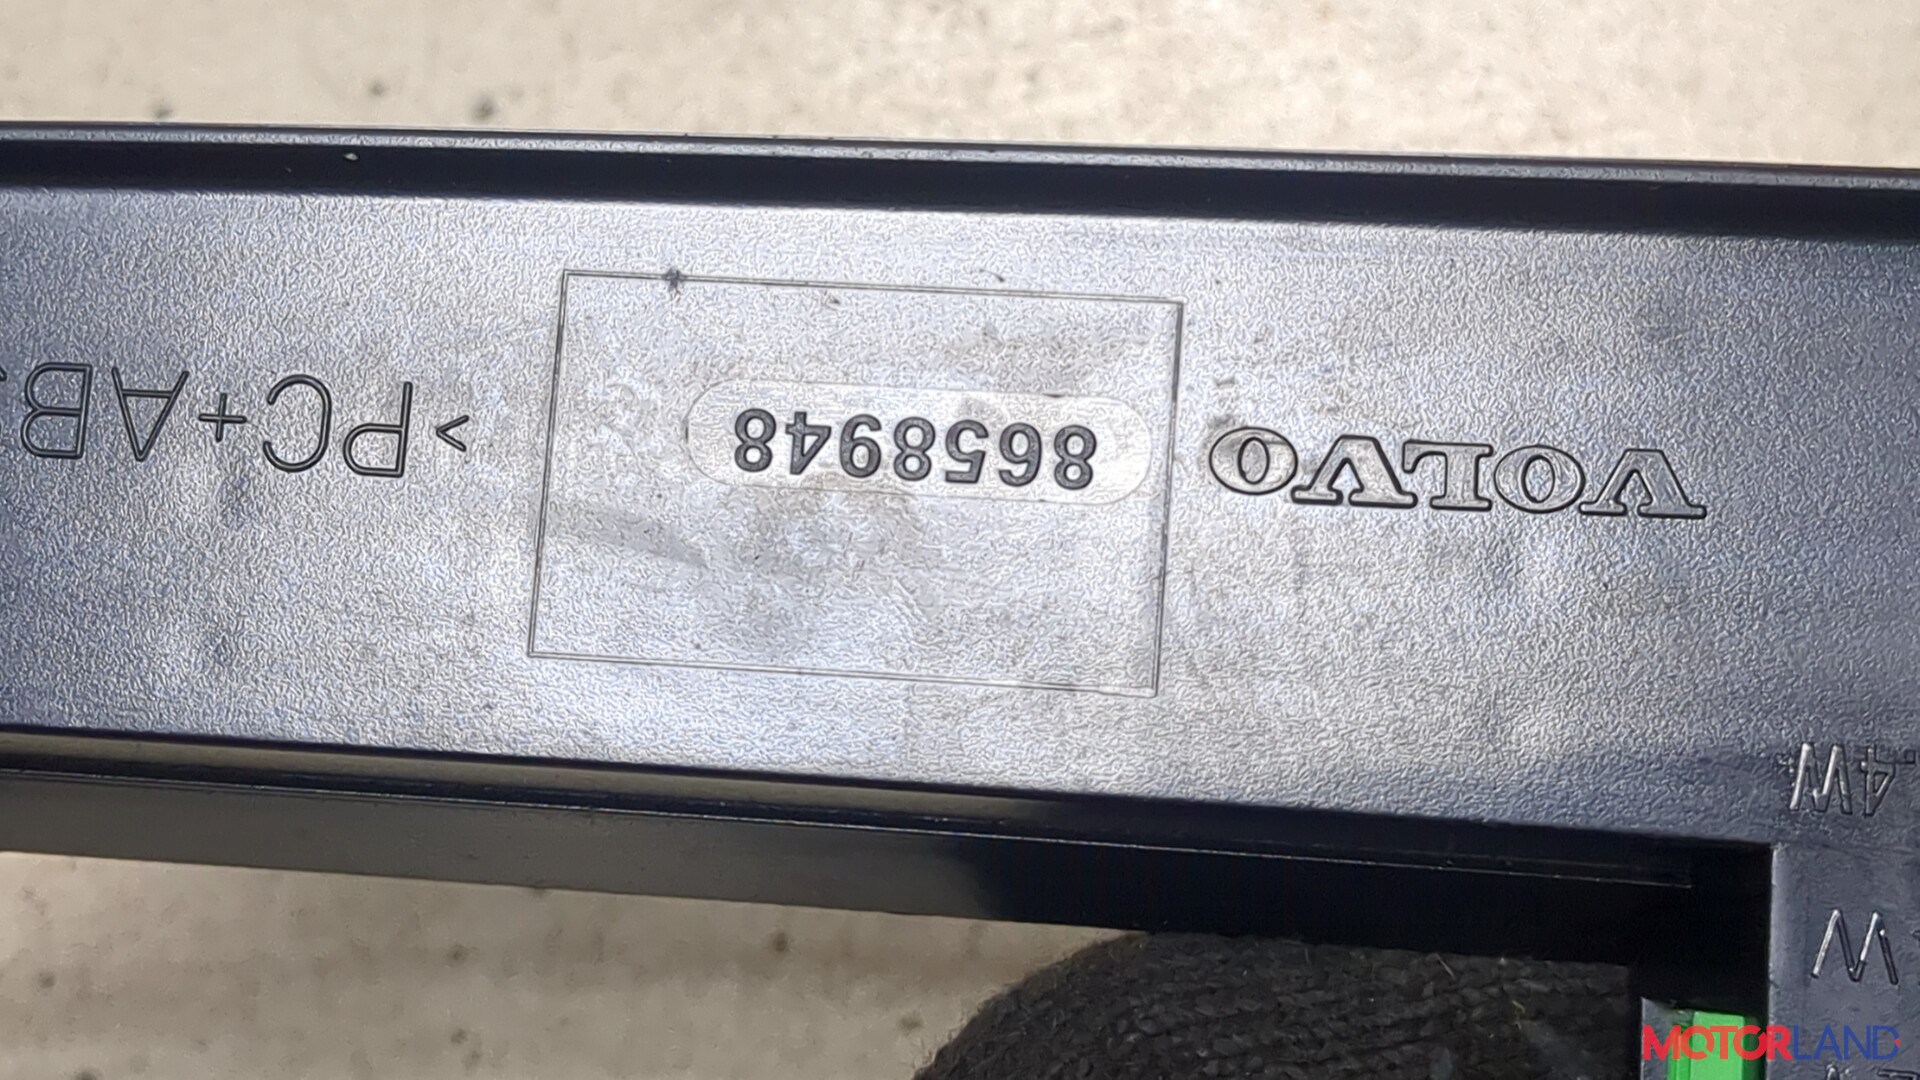 VOLVO
8658948
>PC+AB
MOTORLAND